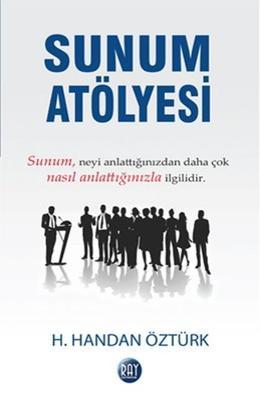 SUNUM
ATÖLYESİ
Sunum, neyi anlattığınızdan daha çok
nasıl anlattığınızla ilgilidir.
H. HANDAN ÖZTÜRK
RAY